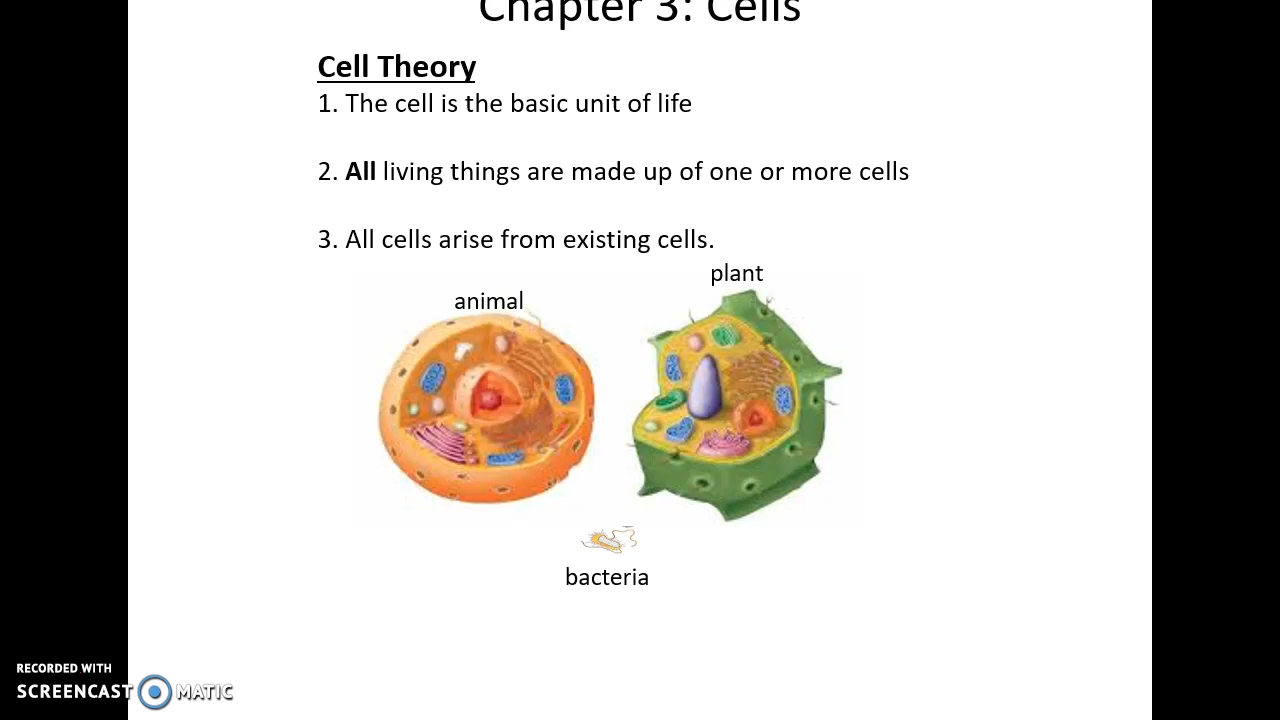 Chapter 3: Cells
Cell Theory
1. The cell is the basic unit of life
2. All living things are made up of one or more cells
3. All cells arise from existing cells.
plant
animal
bacteria
RECORDED WITH
SCREENCAST MATIC